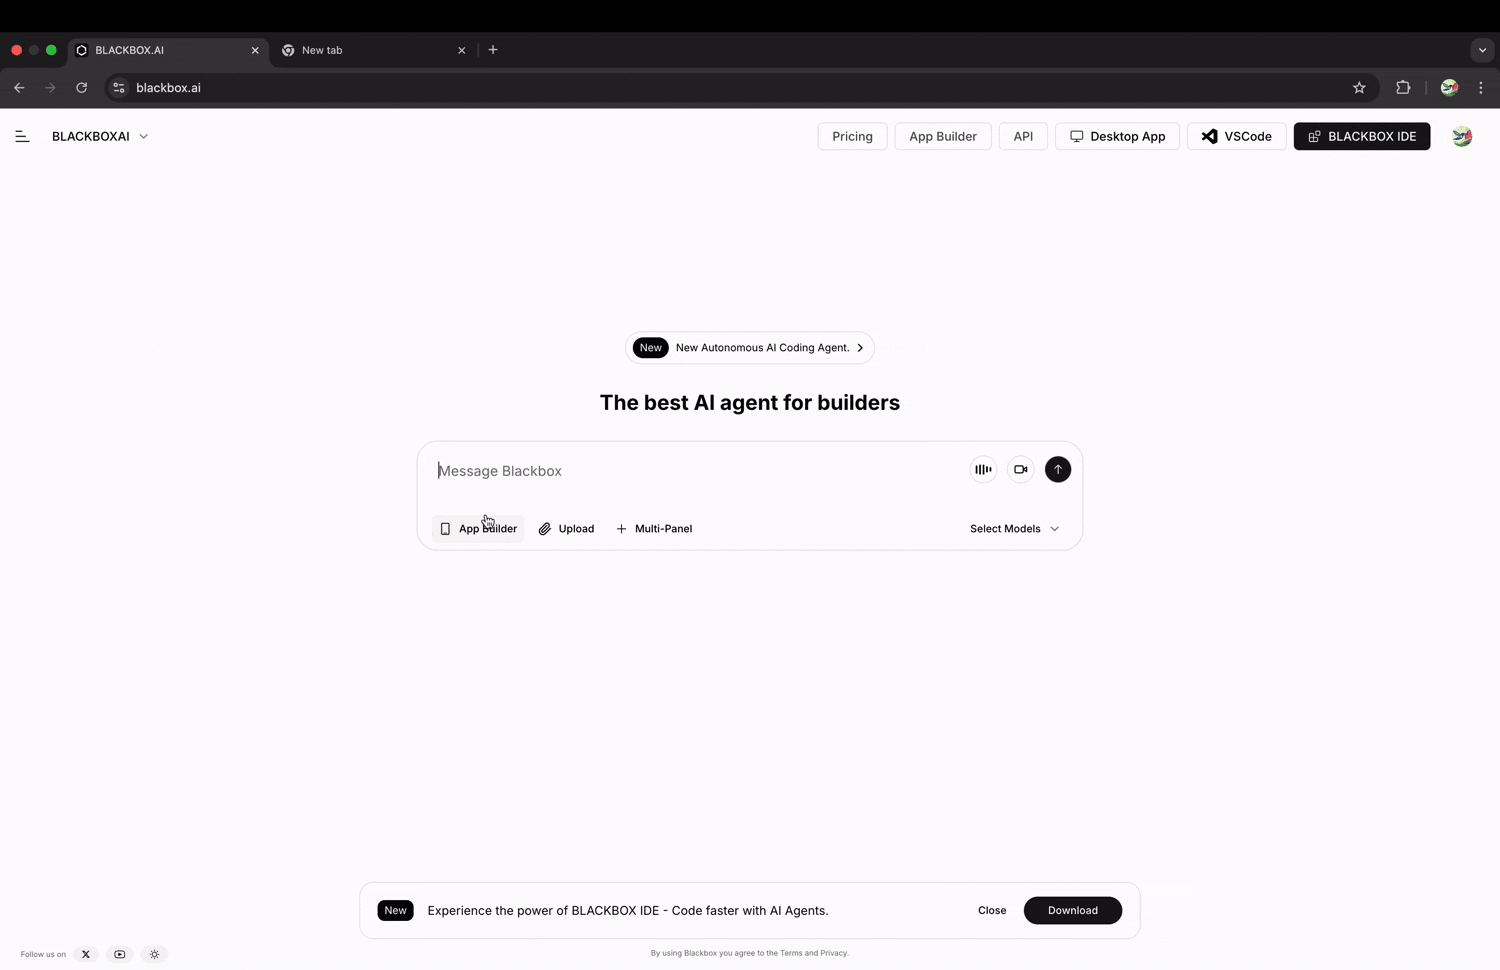 BLACKBOX.AI
New tab
blackbox.ai
BLACKBOXAI
Pricing
App Builder
API
Desktop App
VSCode
BLACKBOX IDE
New
New Autonomous AI Coding Agent.
The best AI agent for builders
Message Blackbox
App Builder
Upload
Multi-Panel
Select Models
New
Experience the power of BLACKBOX IDE - Code faster with AI Agents.
Close
Download
Follow us on
By using Blackbox you agree to the Terms and Privacy.